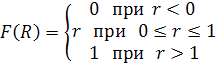 0 при r < 0
F(R) = { r при 0 ≤ r ≤ 1
1 при r > 1